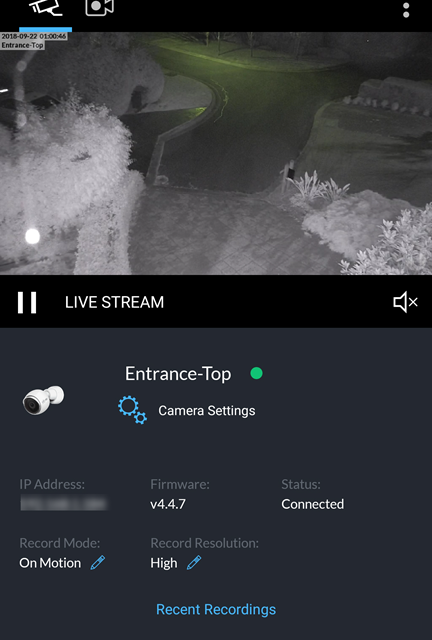 2018-09-22 01:00:46
Entrance-Top
LIVE STREAM
Entrance-Top
Camera Settings
IP Address: Firmware: Status:
v4.4.7 Connected
Record Mode: Record Resolution:
On Motion High
Recent Recordings